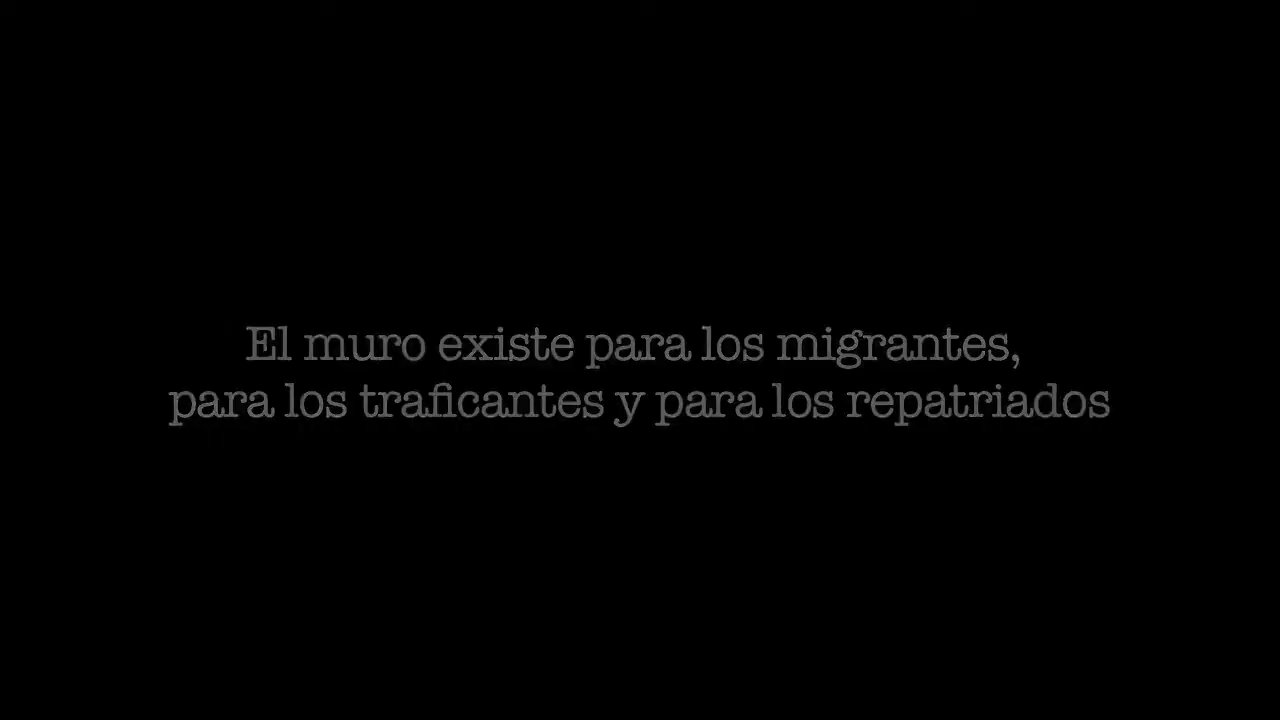 El muro existe para los migrantes,
para los traficantes y para los repatriados